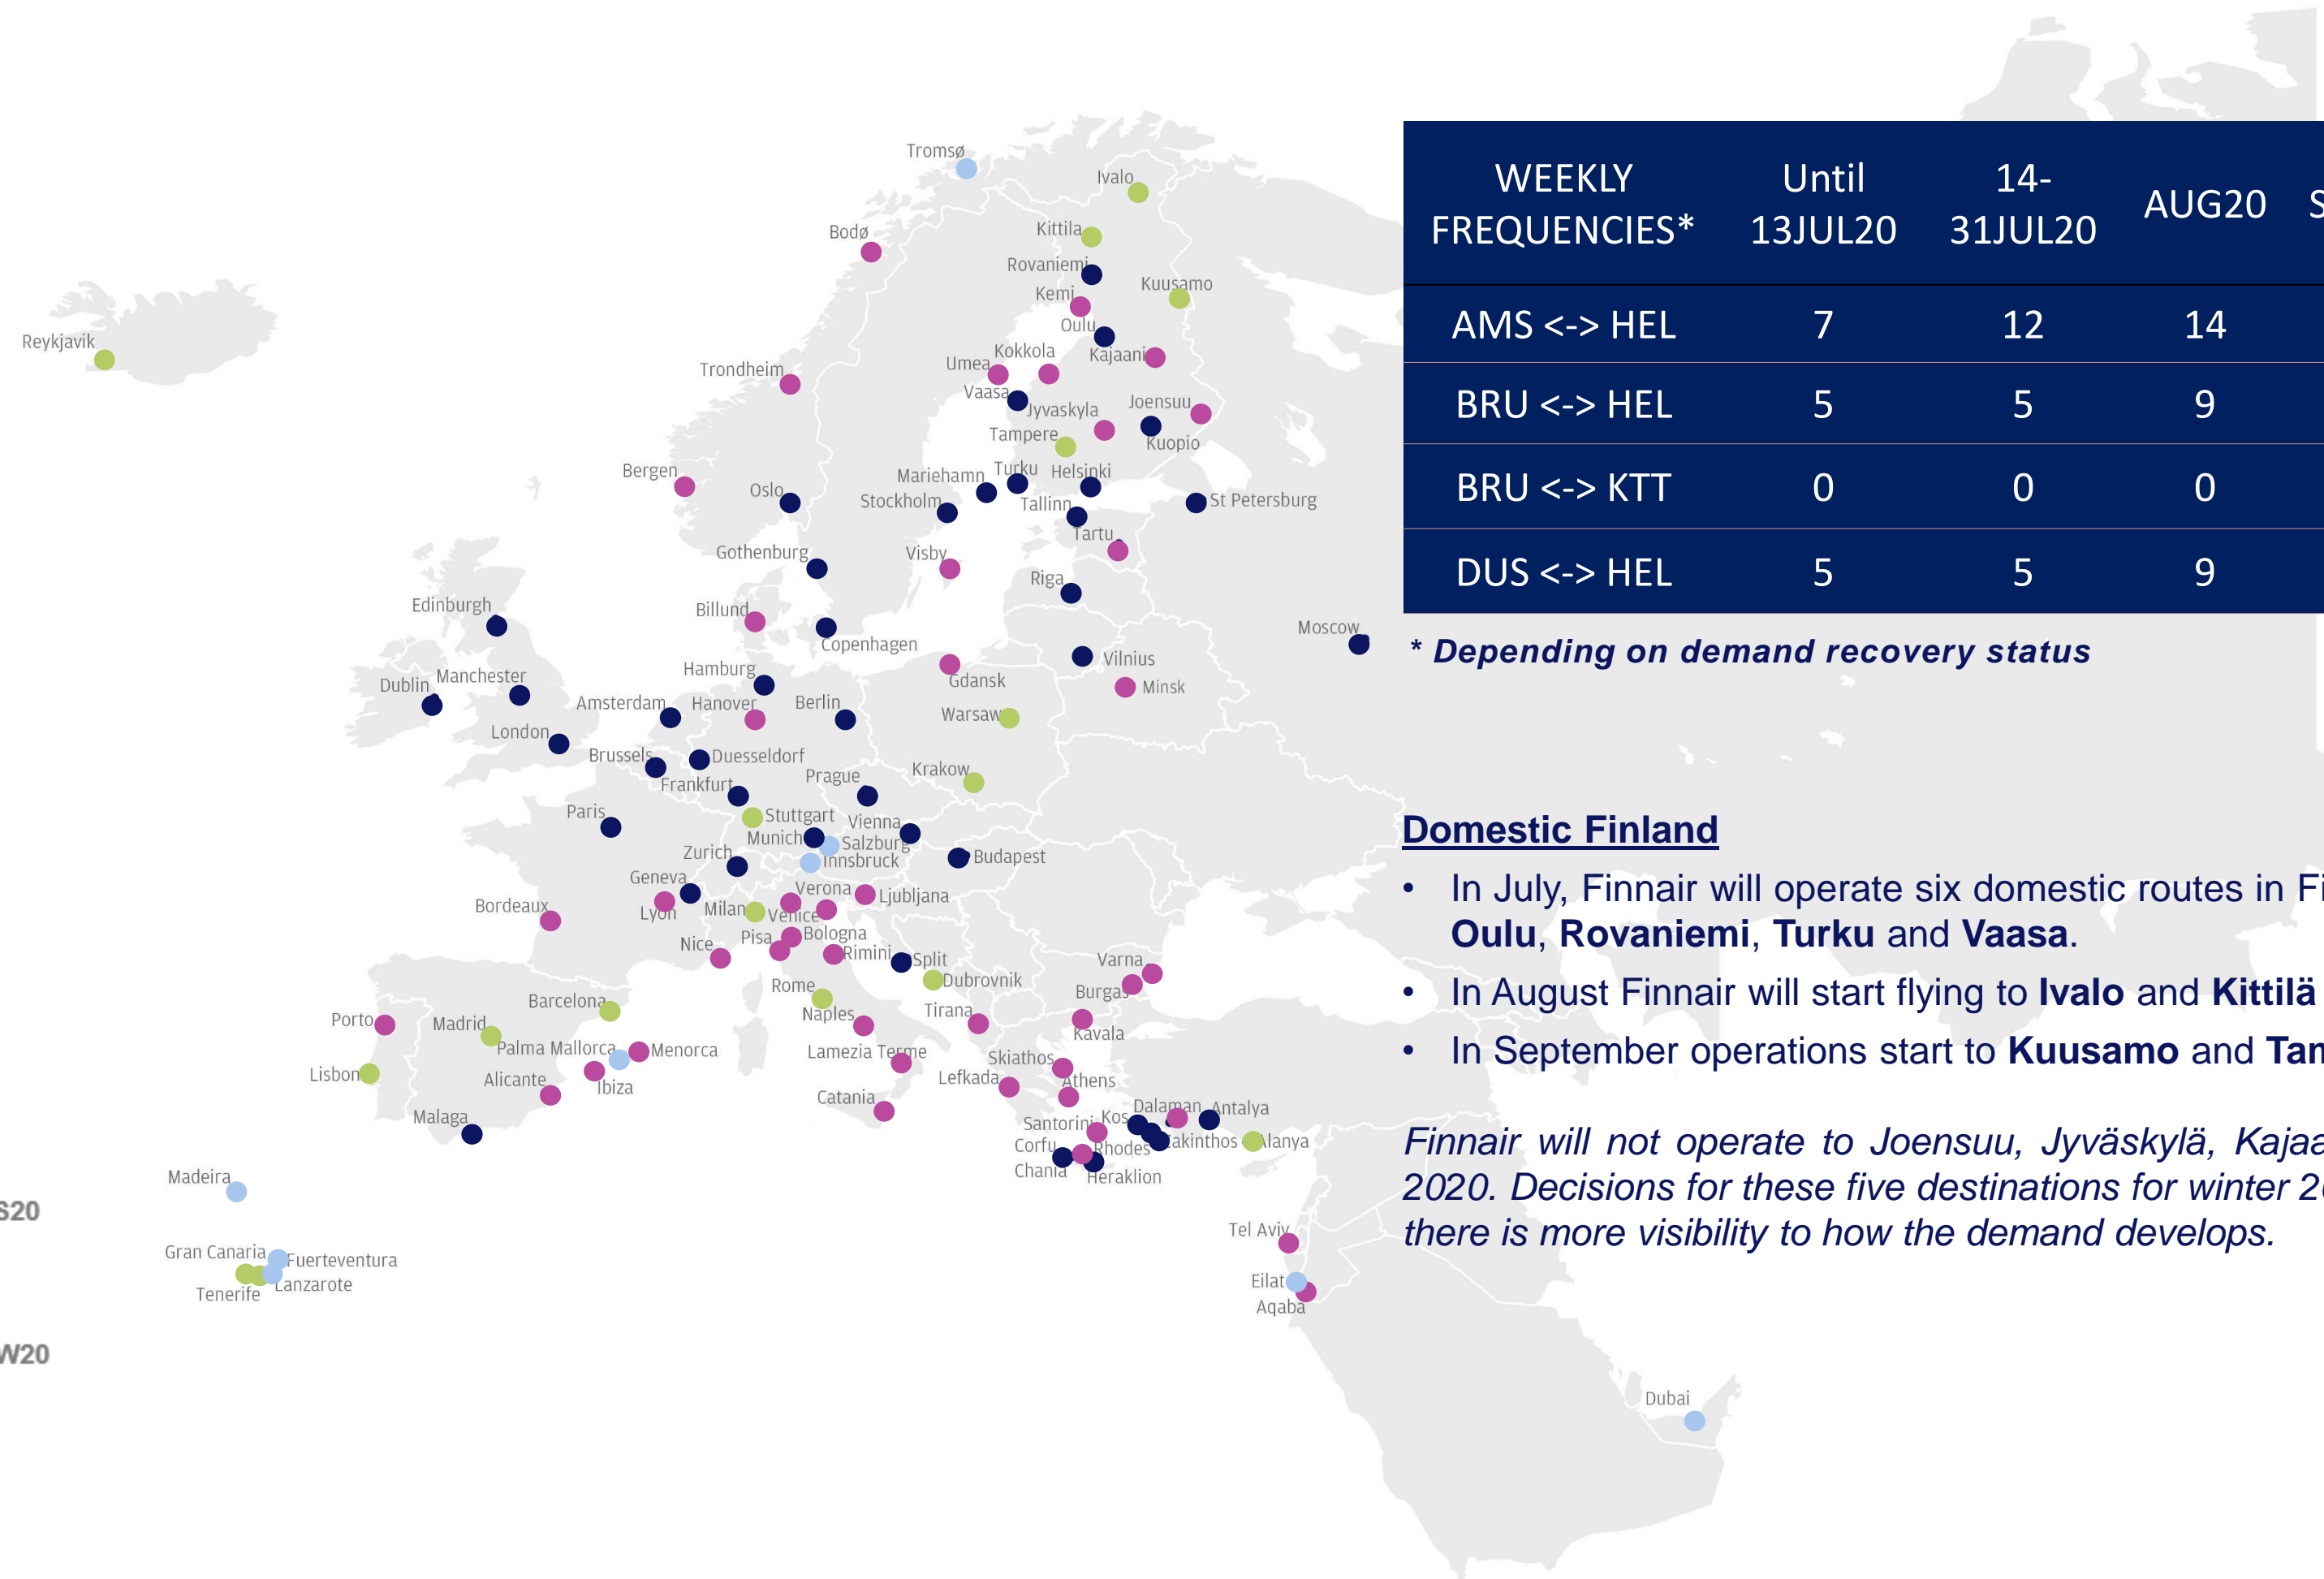 Tromsø
Ivalo
Bodø
Kittila
Rovaniemi
Kemi
Kuusamo
Oulu
Reykjavik
Trondheim
Umea
Kokkola
Kajaani
Vaasa
Jyvaskyla
Joensuu
Tampere
Kuopio
Bergen
Oslo
Mariehamn
Turku
Helsinki
Stockholm
Tallinn
St Petersburg
Tartu
Gothenburg
Visby
Riga
Edinburgh
Billund
Copenhagen
Moscow
Vilnius
Hamburg
Gdansk
Minsk
Dublin
Manchester
Amsterdam
Hanover
Berlin
Warsaw
London
Brussels
Duesseldorf
Frankfurt
Prague
Krakow
Paris
Stuttgart
Vienna
Munich
Salzburg
Zurich
Innsbruck
Budapest
Geneva
Verona
Ljubljana
Bordeaux
Lyon
Milan
Venice
Nice
Pisa
Bologna
Rimini
Split
Varna
Rome
Dubrovnik
Burgas
Barcelona
Porto
Madrid
Naples
Tirana
Kavala
Palma Mallorca
Menorca
Lamezia Terme
Skiathos
Lisbon
Alicante
Ibiza
Lefkada
Athens
Catania
Malaga
Santorini
Kos
Dalaman
Antalya
Corfu
Rhodes
Zakinthos
Alanya
Chania
Heraklion
Madeira
S20
Gran Canaria
Fuerteventura
Lanzarote
Tenerife
W20
Tel Aviv
Eilat
Aqaba
Dubai
WEEKLY FREQUENCIES* Until 13JUL20 14-31JUL20 AUG20 S
AMS <-> HEL 7 12 14
BRU <-> HEL 5 5 9
BRU <-> KTT 0 0 0
DUS <-> HEL 5 5 9
* Depending on demand recovery status
Domestic Finland
• In July, Finnair will operate six domestic routes in Fi
Oulu, Rovaniemi, Turku and Vaasa.
• In August Finnair will start flying to Ivalo and Kittilä
• In September operations start to Kuusamo and Tam
Finnair will not operate to Joensuu, Jyväskylä, Kajaa
2020. Decisions for these five destinations for winter 2
there is more visibility to how the demand develops.